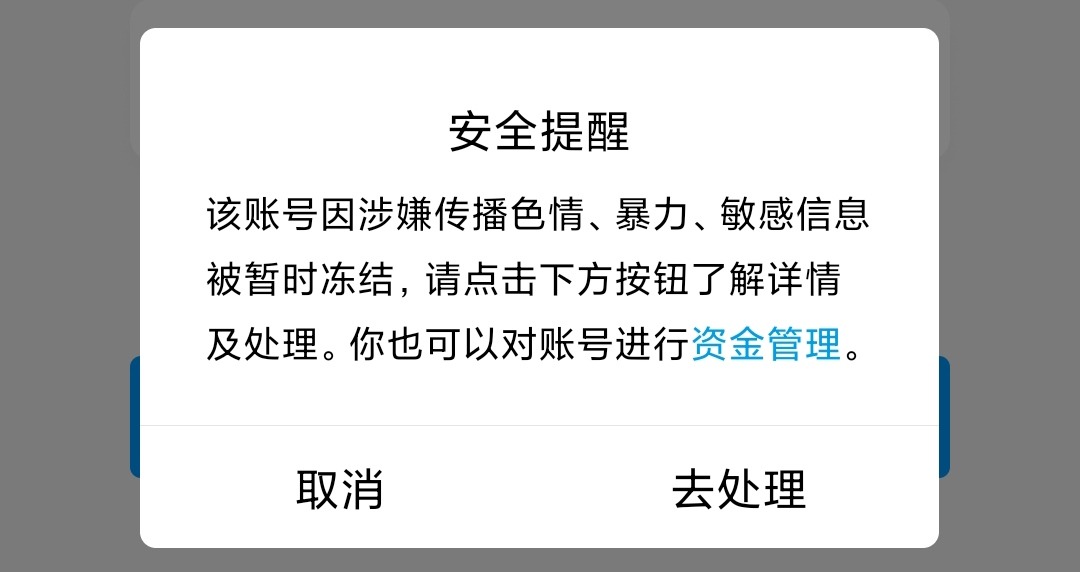 安全提醒
该账号因涉嫌传播色情、暴力、敏感信息
被暂时冻结，请点击下方按钮了解详情
及处理。你也可以对账号进行资金管理。
取消
去处理